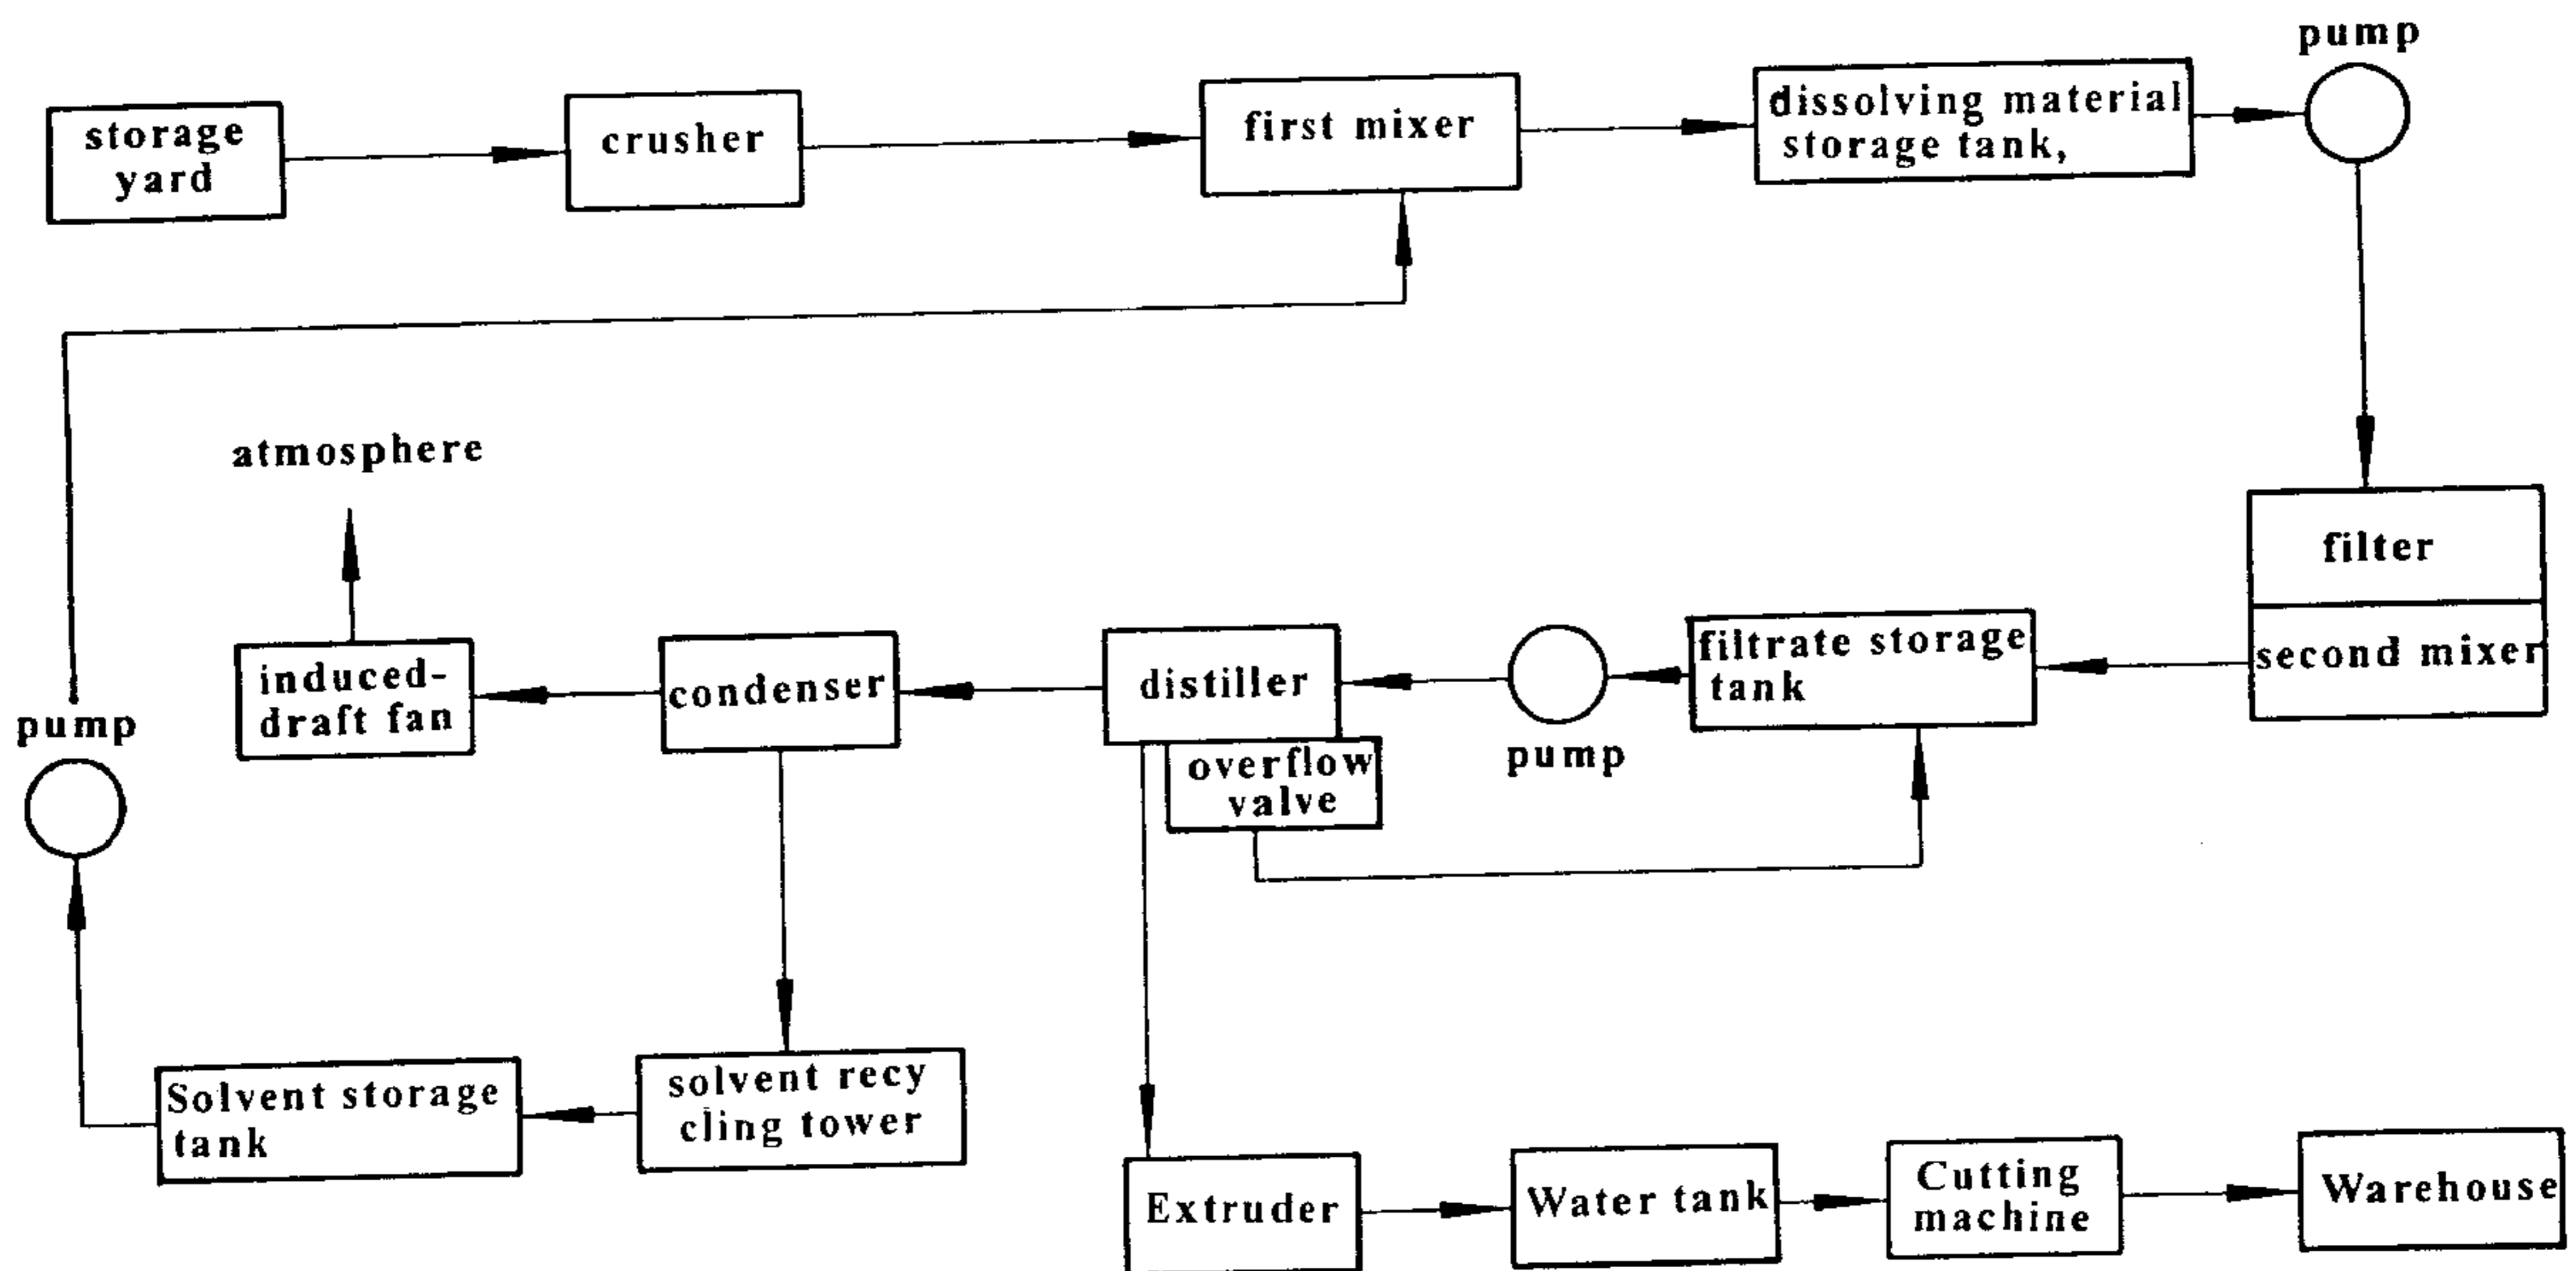 pump
storage
yard
crusher
first mixer
dissolving material
storage tank,
atmosphere
filter
second mixer
filtrate storage
tank
pump
distiller
overflow
valve
condenser
induced-
draft fan
pump
Solvent storage
tank
solvent recy
cling tower
Extruder
Water tank
Cutting
machine
Warehouse